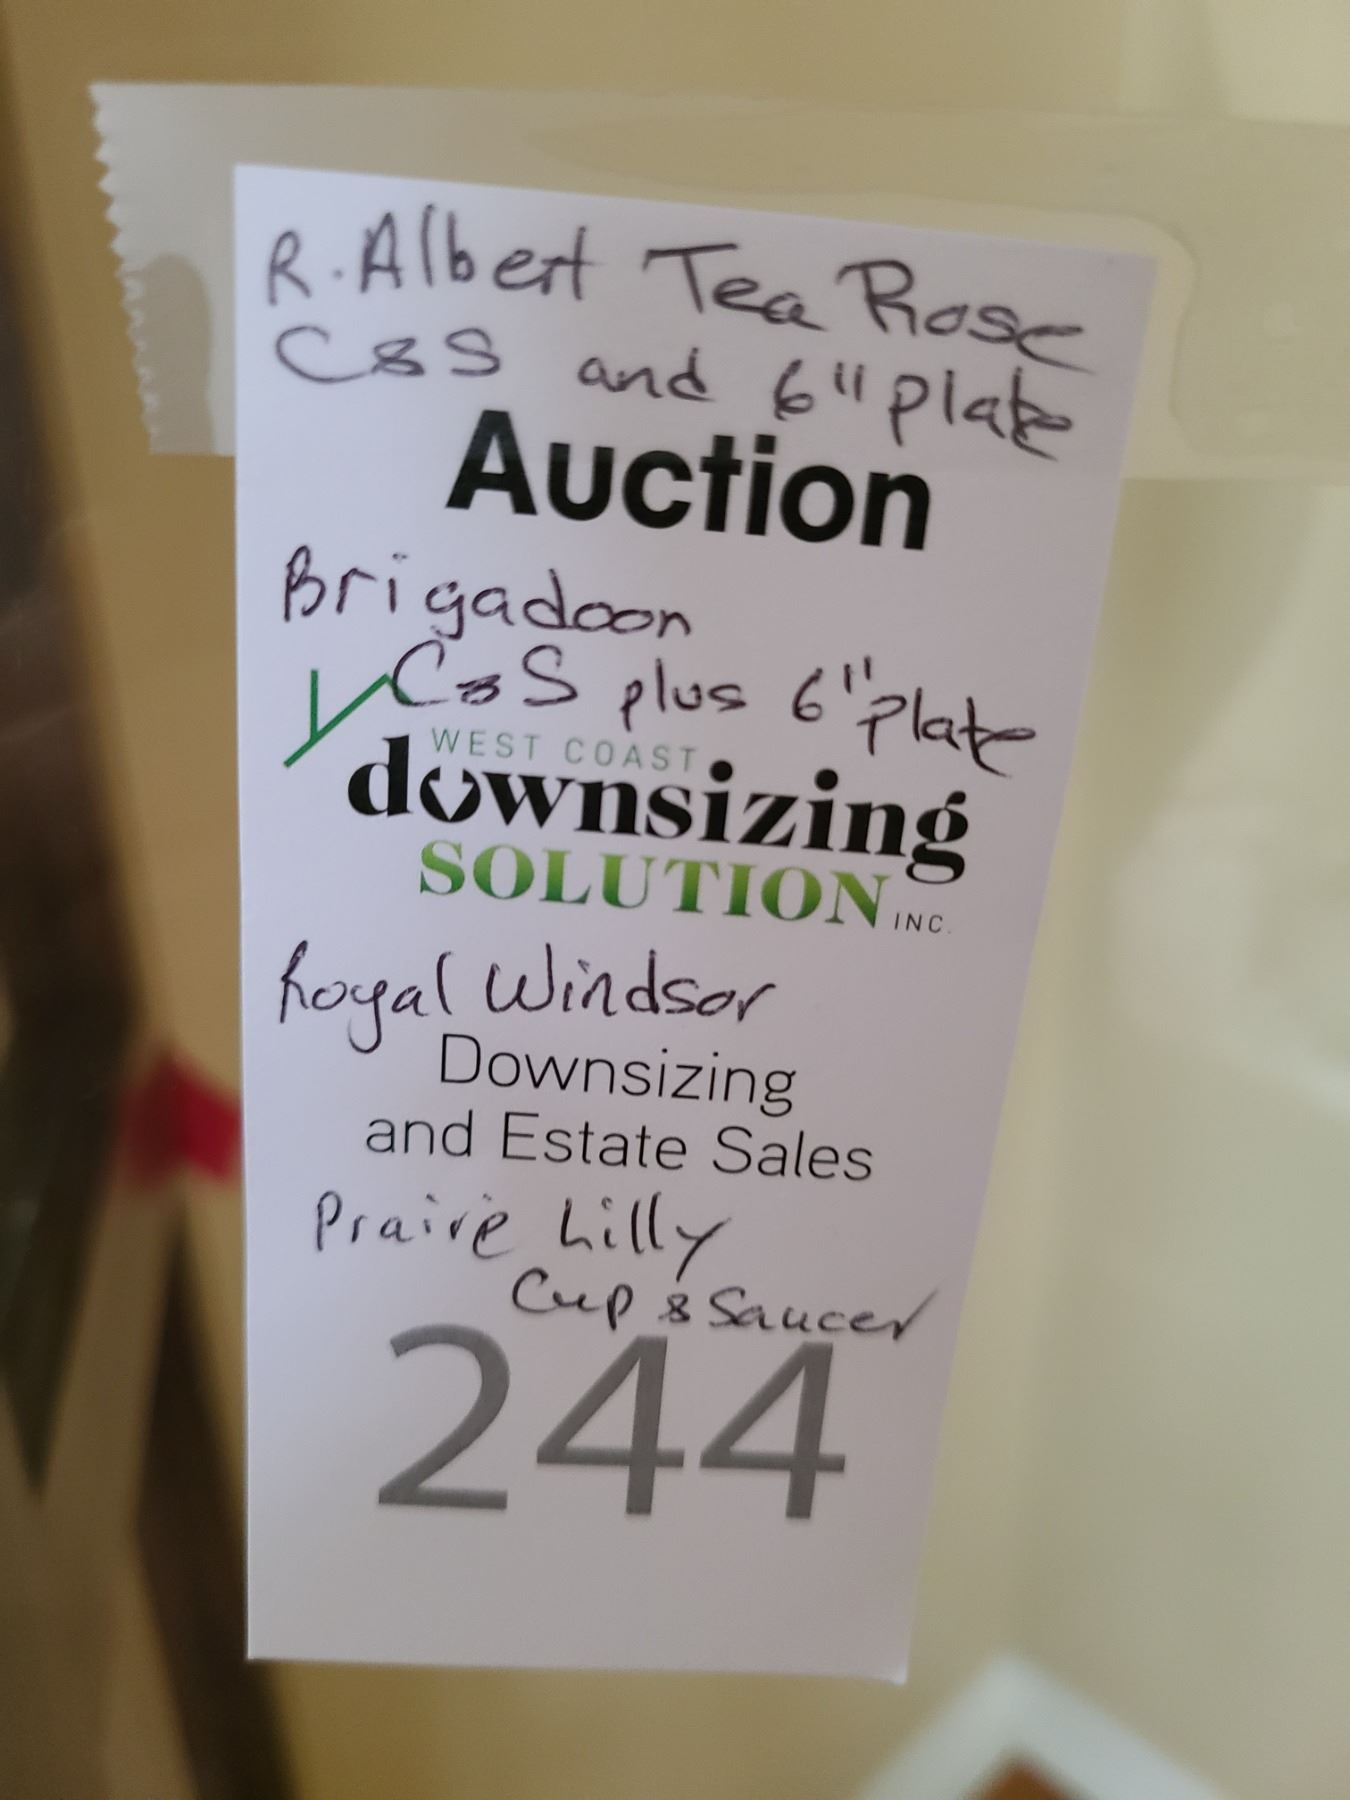 R. Albert Tea Rose
C&S and 6" plate
Auction
Brigadoon
C&S plus 6" plate
WEST COAST
downsizing
SOLUTION INC.
Royal Windsor
Downsizing
and Estate Sales
Prairie Lilly
Cup & Saucer
244